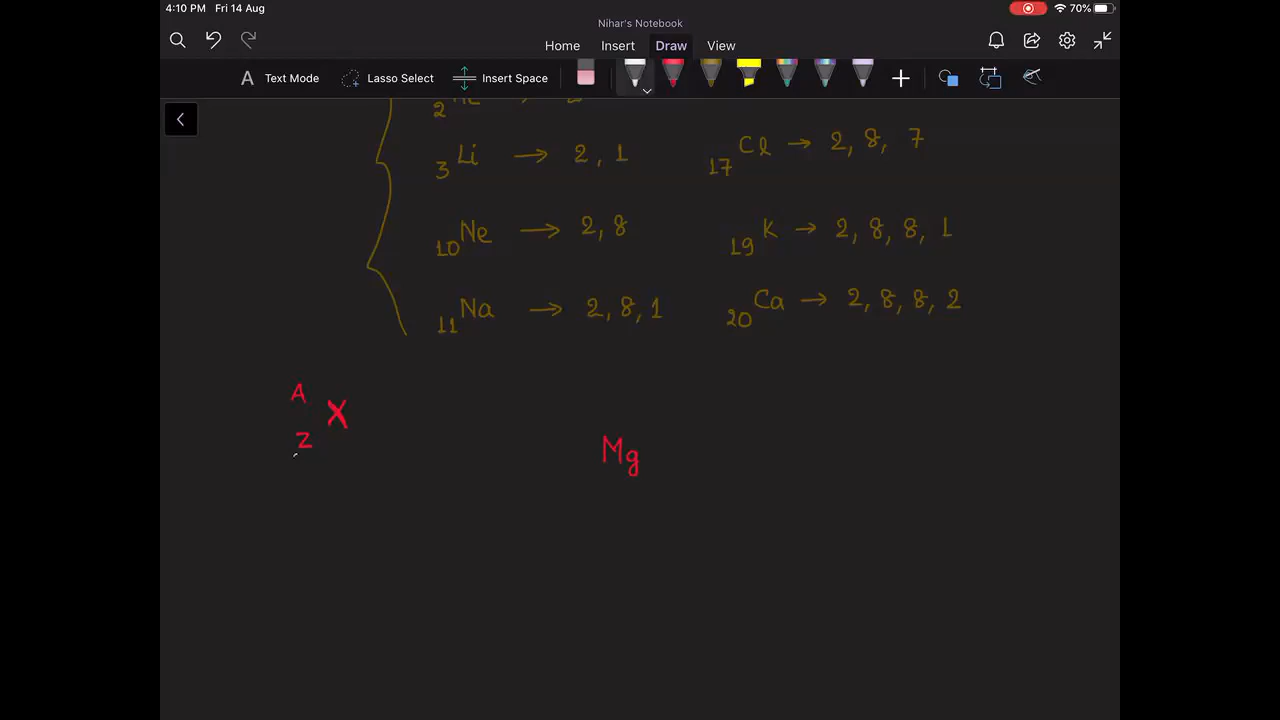 4:10 PM Fri 14 Aug 70%
Nihar's Notebook
Home Insert Draw View
A Text Mode Lasso Select Insert Space
2
3Li → 2, 1 17Cl → 2, 8, 7
10Ne → 2, 8 19K → 2, 8, 8, 1
11Na → 2, 8, 1 20Ca → 2, 8, 8, 2
A
X
Z
Mg